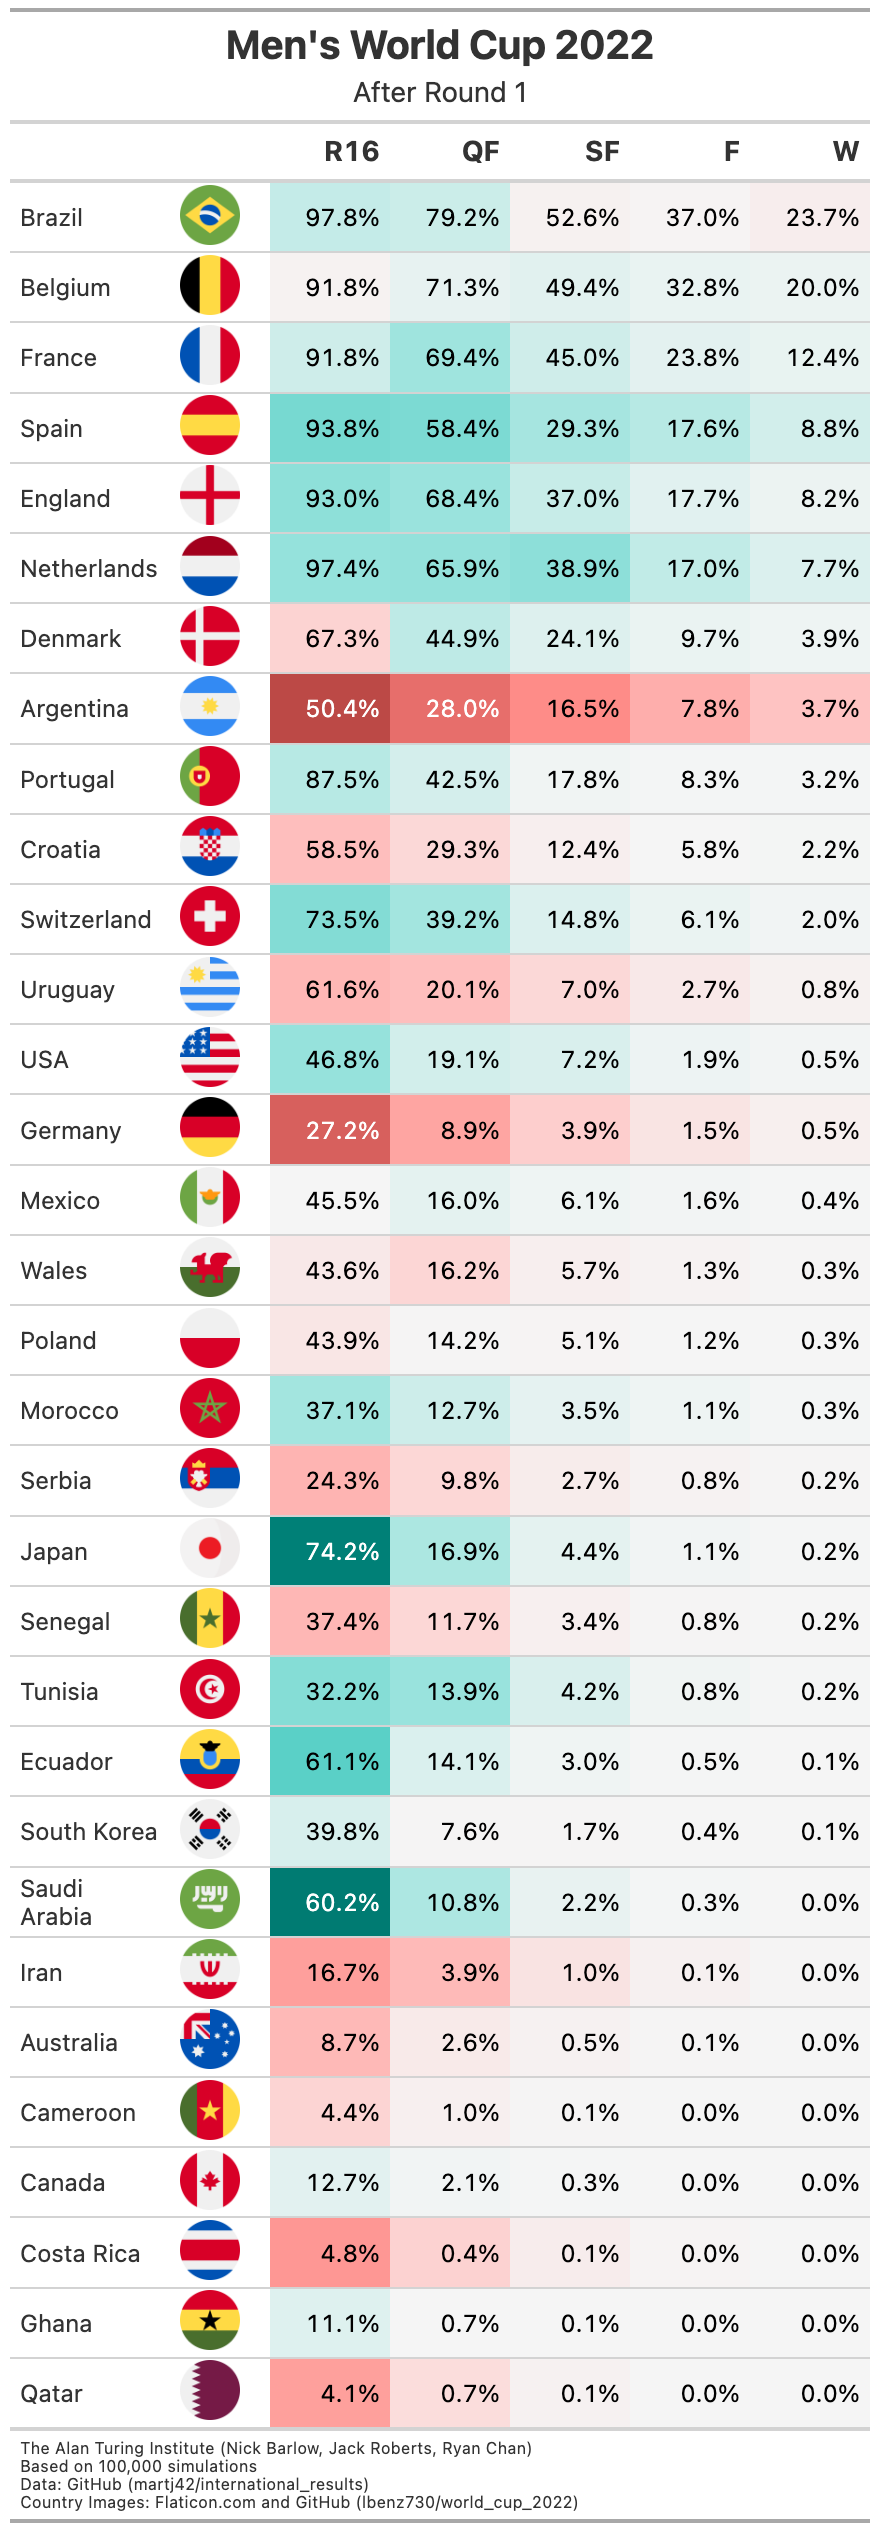 Men's World Cup 2022
After Round 1
R16 QF SF F W
Brazil 97.8% 79.2% 52.6% 37.0% 23.7%
Belgium 91.8% 71.3% 49.4% 32.8% 20.0%
France 91.8% 69.4% 45.0% 23.8% 12.4%
Spain 93.8% 58.4% 29.3% 17.6% 8.8%
England 93.0% 68.4% 37.0% 17.7% 8.2%
Netherlands 97.4% 65.9% 38.9% 17.0% 7.7%
Denmark 67.3% 44.9% 24.1% 9.7% 3.9%
Argentina 50.4% 28.0% 16.5% 7.8% 3.7%
Portugal 87.5% 42.5% 17.8% 8.3% 3.2%
Croatia 58.5% 29.3% 12.4% 5.8% 2.2%
Switzerland 73.5% 39.2% 14.8% 6.1% 2.0%
Uruguay 61.6% 20.1% 7.0% 2.7% 0.8%
USA 46.8% 19.1% 7.2% 1.9% 0.5%
Germany 27.2% 8.9% 3.9% 1.5% 0.5%
Mexico 45.5% 16.0% 6.1% 1.6% 0.4%
Wales 43.6% 16.2% 5.7% 1.3% 0.3%
Poland 43.9% 14.2% 5.1% 1.2% 0.3%
Morocco 37.1% 12.7% 3.5% 1.1% 0.3%
Serbia 24.3% 9.8% 2.7% 0.8% 0.2%
Japan 74.2% 16.9% 4.4% 1.1% 0.2%
Senegal 37.4% 11.7% 3.4% 0.8% 0.2%
Tunisia 32.2% 13.9% 4.2% 0.8% 0.2%
Ecuador 61.1% 14.1% 3.0% 0.5% 0.1%
South Korea 39.8% 7.6% 1.7% 0.4% 0.1%
Saudi
Arabia 60.2% 10.8% 2.2% 0.3% 0.0%
Iran 16.7% 3.9% 1.0% 0.1% 0.0%
Australia 8.7% 2.6% 0.5% 0.1% 0.0%
Cameroon 4.4% 1.0% 0.1% 0.0% 0.0%
Canada 12.7% 2.1% 0.3% 0.0% 0.0%
Costa Rica 4.8% 0.4% 0.1% 0.0% 0.0%
Ghana 11.1% 0.7% 0.1% 0.0% 0.0%
Qatar 4.1% 0.7% 0.1% 0.0% 0.0%
The Alan Turing Institute (Nick Barlow, Jack Roberts, Ryan Chan)
Based on 100,000 simulations
Data: GitHub (martj42/international_results)
Country Images: Flaticon.com and GitHub (lbenz730/world_cup_2022)